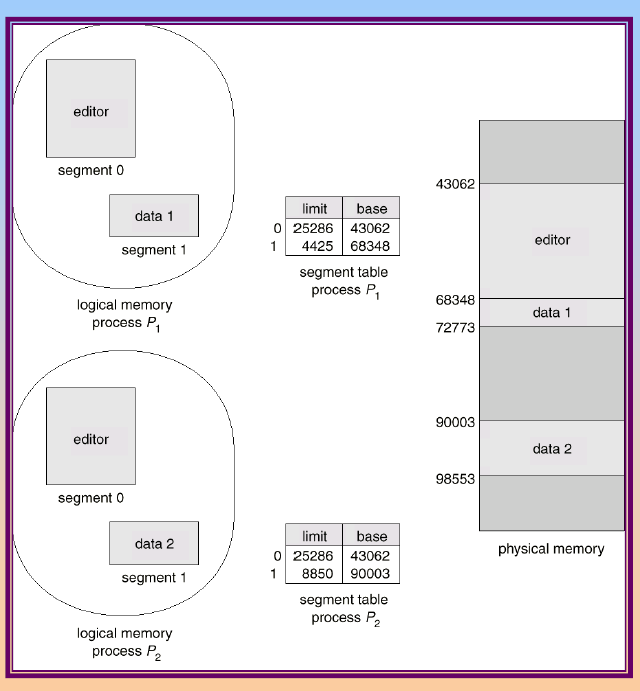 editor
segment 0
data 1
segment 1
logical memory
process P1
limit base
0 25286 43062
1 4425 68348
segment table
process P1
editor
segment 0
data 2
segment 1
logical memory
process P2
limit base
0 25286 43062
1 8850 90003
segment table
process P2
43062
editor
68348
data 1
72773
90003
data 2
98553
physical memory